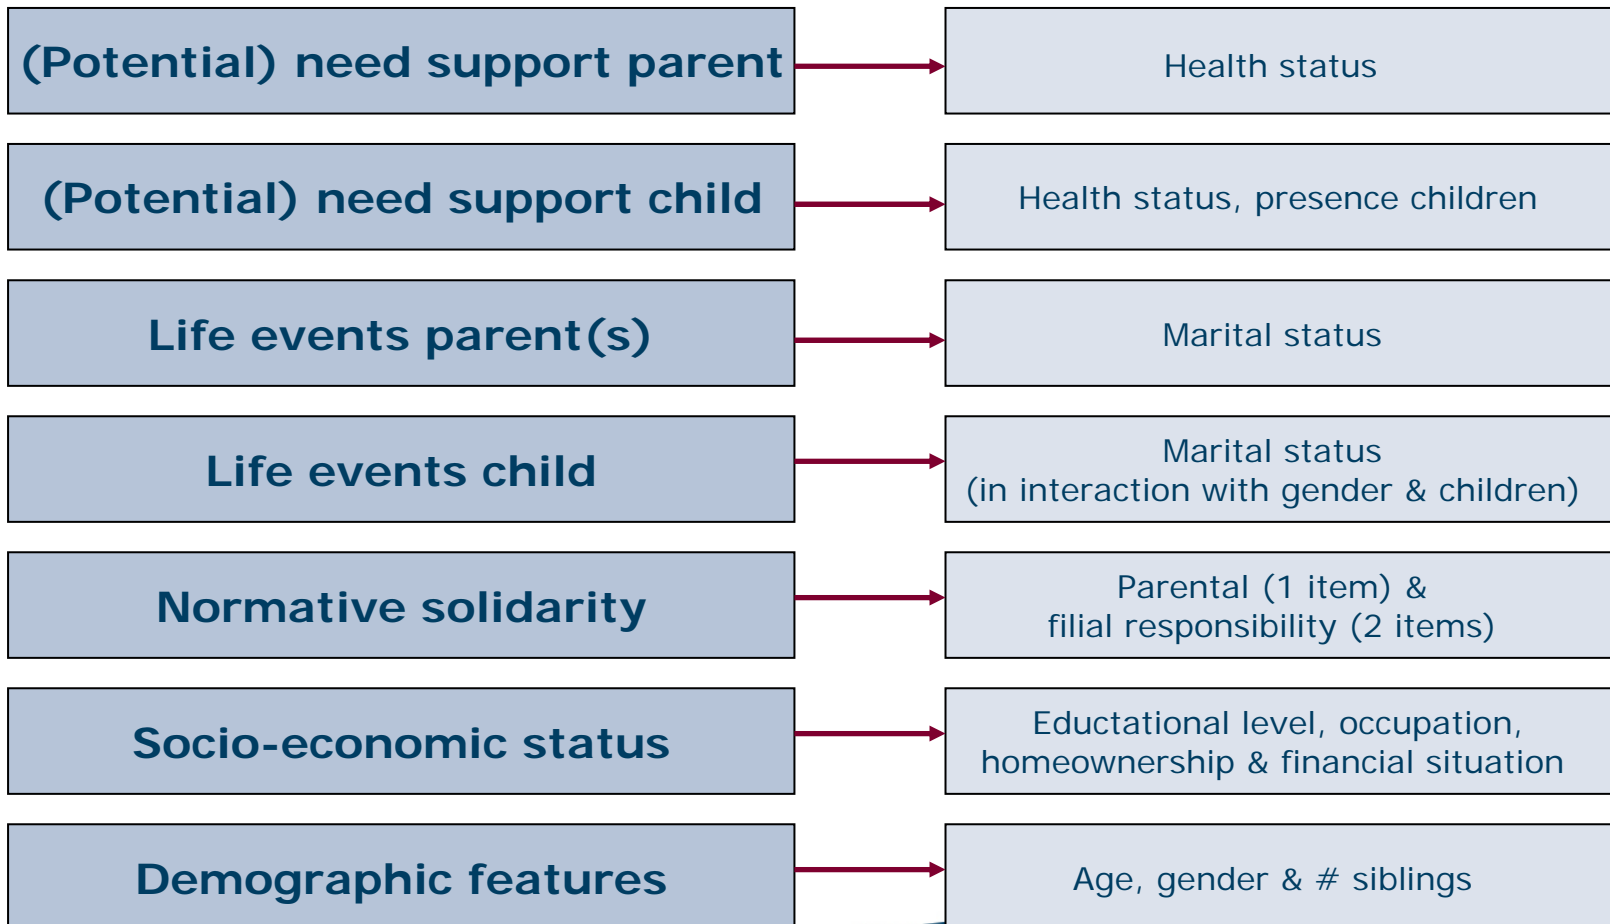 (Potential) need support parent
Health status
(Potential) need support child
Health status, presence children
Life events parent(s)
Marital status
Life events child
Marital status
(in interaction with gender & children)
Normative solidarity
Parental (1 item) &
filial responsibility (2 items)
Socio-economic status
Eductational level, occupation,
homeownership & financial situation
Demographic features
Age, gender & # siblings